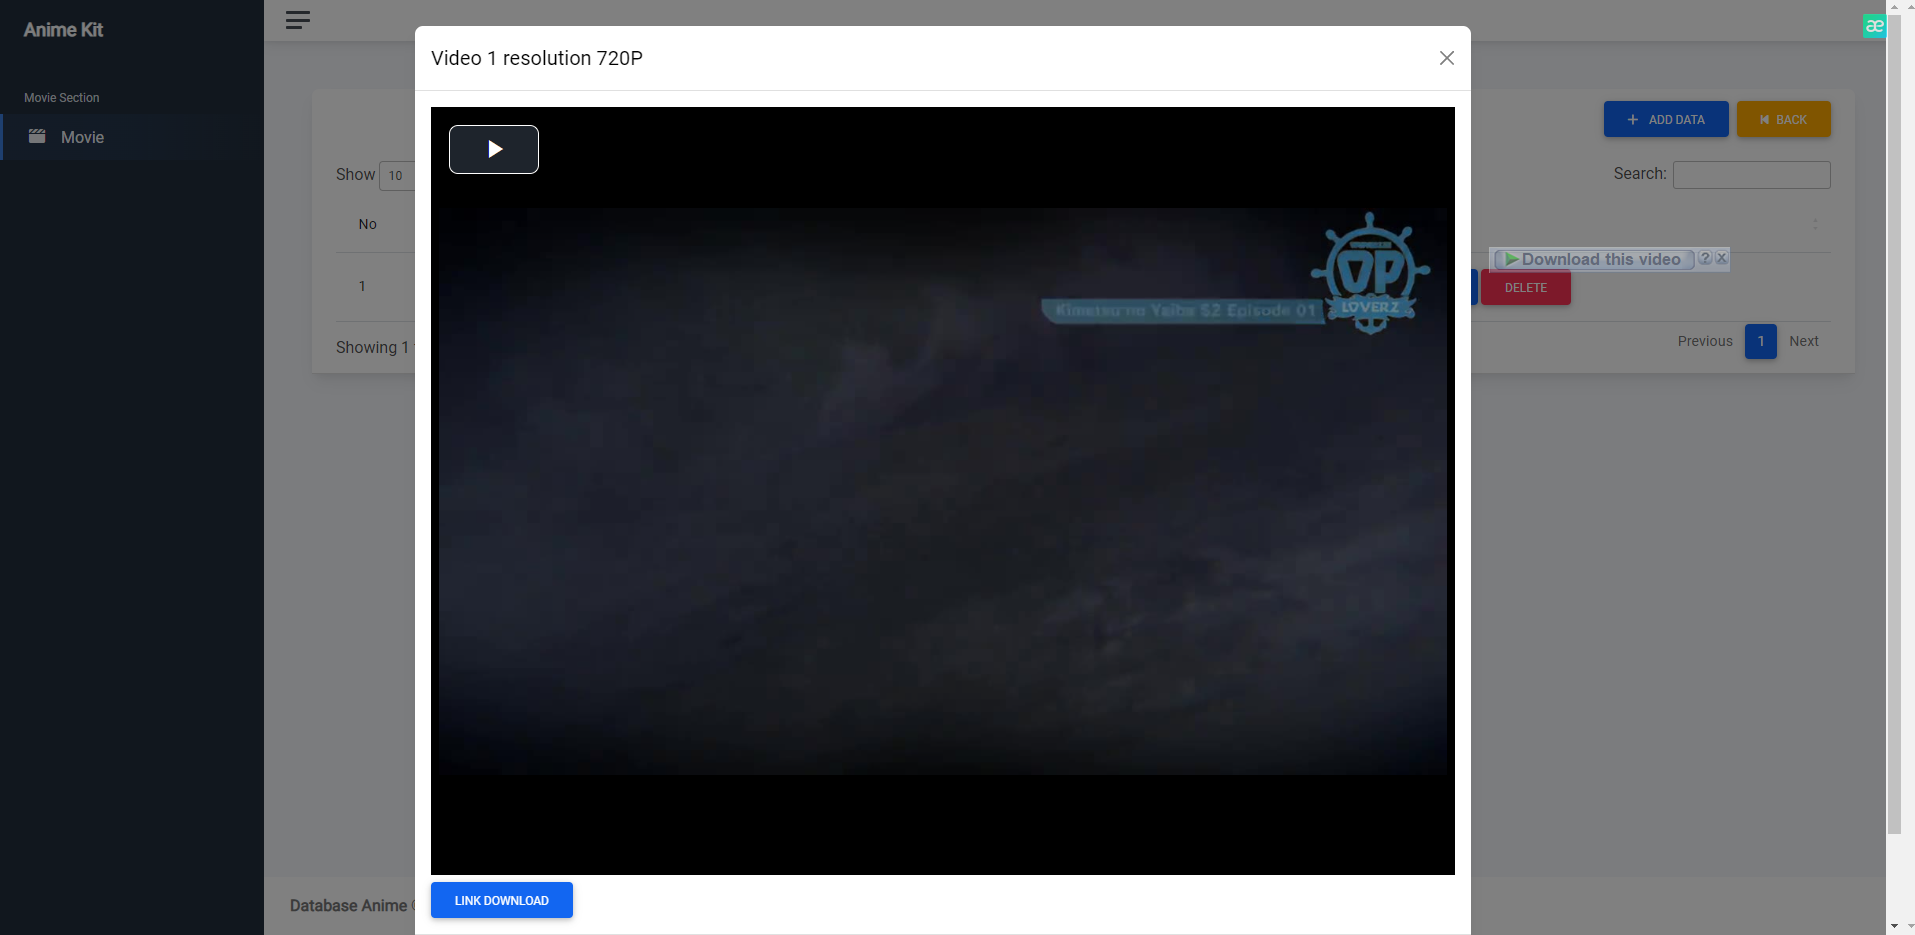 Anime Kit
Movie Section
Movie
Video 1 resolution 720P
ADD DATA
BACK
Show 10
Search:
No
Kimetsu no Yaiba S2 Episode 01
OP
LOVERZ
Download this video
?
x
1
DELETE
Showing 1
Previous 1 Next
LINK DOWNLOAD
Database Anime
æ